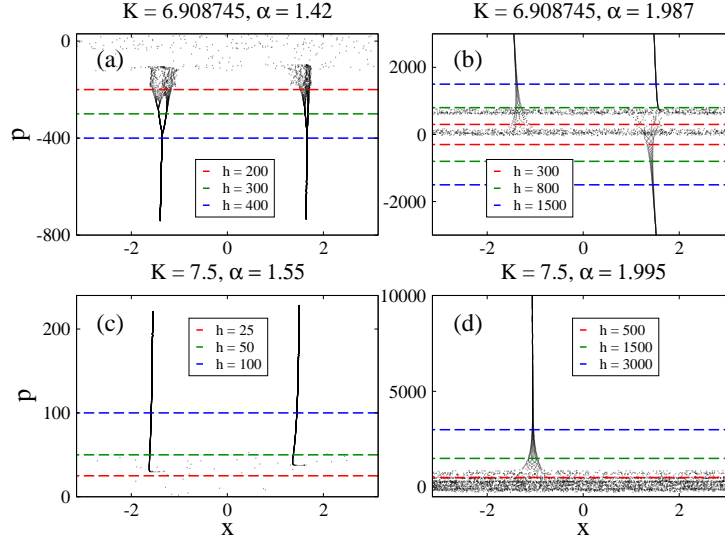 K = 6.908745, α = 1.42
K = 6.908745, α = 1.987
(a)
p
0
-400
-800
-2
0
2
h = 200
h = 300
h = 400
(b)
2000
0
-2000
-2
0
2
h = 300
h = 800
h = 1500
K = 7.5, α = 1.55
K = 7.5, α = 1.995
(c)
p
200
100
0
-2
0
2
x
h = 25
h = 50
h = 100
(d)
10000
5000
0
-2
0
2
x
h = 500
h = 1500
h = 3000